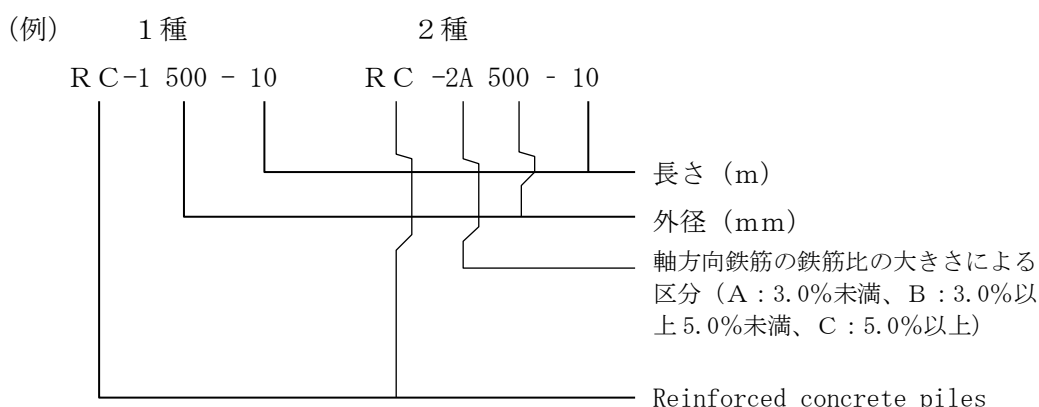 (例) 1種 2種
RC-1 500 - 10 RC -2A 500 - 10
長さ(m)
外径(mm)
軸方向鉄筋の鉄筋比の大きさによる
区分(A:3.0%未満、B:3.0%以
上5.0%未満、C:5.0%以上)
Reinforced concrete piles